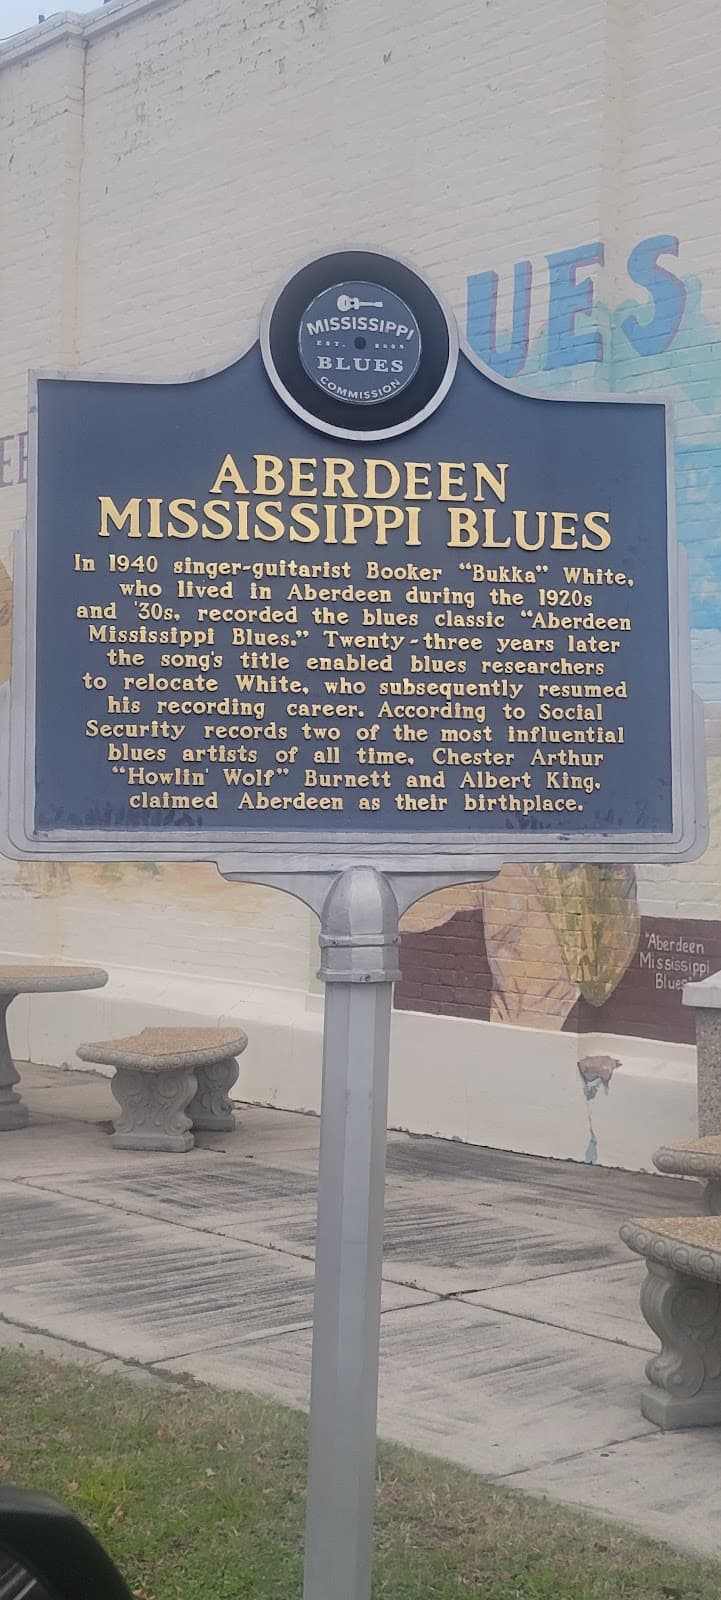 UES
MISSISSIPPI
EST. 2005
BLUES
COMMISSION
ABERDEEN
MISSISSIPPI BLUES
In 1940 singer-guitarist Booker “Bukka” White,
who lived in Aberdeen during the 1920s
and ’30s, recorded the blues classic “Aberdeen
Mississippi Blues.” Twenty-three years later
the song’s title enabled blues researchers
to relocate White, who subsequently resumed
his recording career. According to Social
Security records two of the most influential
blues artists of all time, Chester Arthur
“Howlin’ Wolf” Burnett and Albert King,
claimed Aberdeen as their birthplace.
"Aberdeen
Mississippi
Blues"